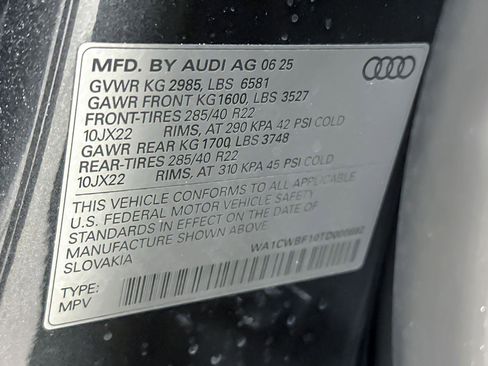 MFD. BY AUDI AG 06 25
GVWR KG 2985, LBS 6581
GAWR FRONT KG1600, LBS 3527
FRONT-TIRES 285/40 R22
10JX22 RIMS, AT 290 KPA 42 PSI COLD
GAWR REAR KG1700 LBS3748
REAR-TIRES 285/40 R22
10JX22 RIMS, AT 310 KPA 45 PSI COLD
THIS VEHICLE CONFORMS TO ALL APPLICABLE
U.S. FEDERAL MOTOR VEHICLE SAFETY
STANDARDS IN EFFECT ON THE DATE OF
MANUFACTURE SHOWN ABOVE
SLOVAKIA
TYPE:
MPV